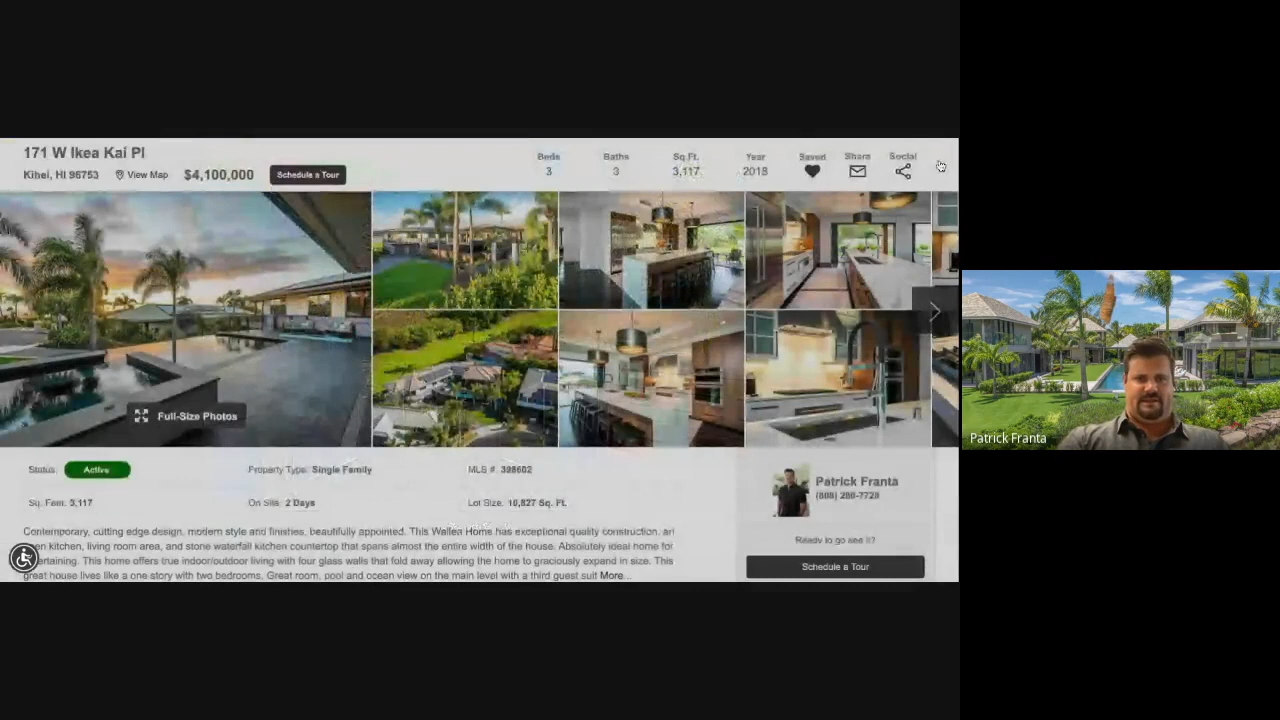 171 W Ikea Kai Pl
Kihei, HI 96753 View Map $4,100,000 Schedule a Tour
Beds Baths Sq.Ft. Year Saved Share Social
3 3 3,117 2018
Full-Size Photos
Status: Active Property Type: Single Family MLS #: 398602
Sq. Feet: 3,117 On Site: 2 Days Lot Size: 10,827 Sq. Ft.
Patrick Franta
(808) 280-7728
Contemporary, cutting edge design, modern style and finishes, beautifully appointed. This Wailea Home has exceptional quality construction, an
open kitchen, living room area, and stone waterfall kitchen countertop that spans almost the entire width of the house. Absolutely ideal home for
entertaining. This home offers true indoor/outdoor living with four glass walls that fold away allowing the home to graciously expand in size. This
great house lives like a one story with two bedrooms, Great room, pool and ocean view on the main level with a third guest suit More...
Ready to go see it?
Schedule a Tour
Patrick Franta